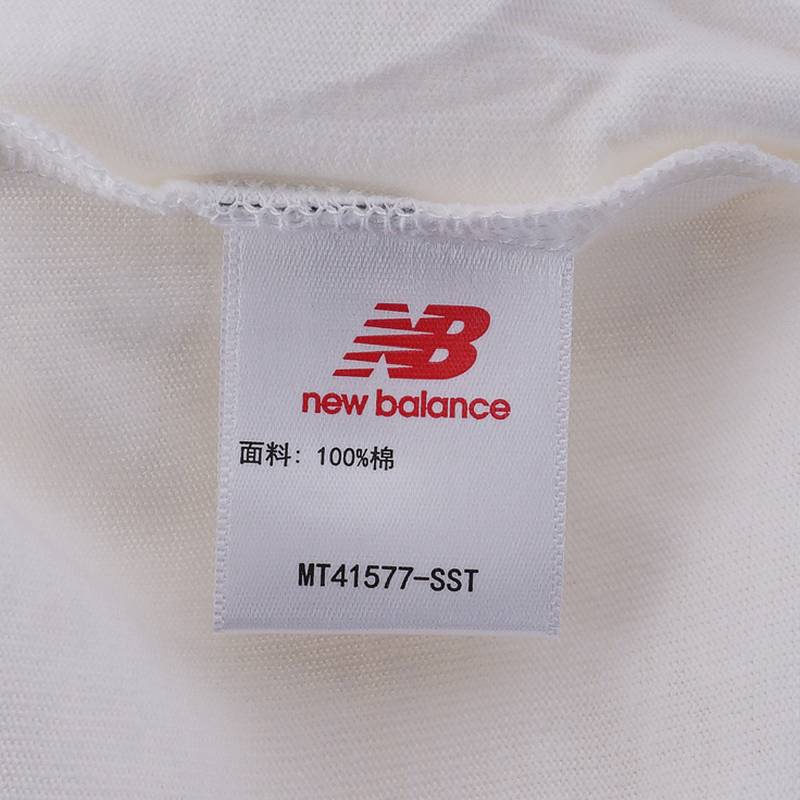 NB
new balance
面料: 100%棉
MT41577-SST